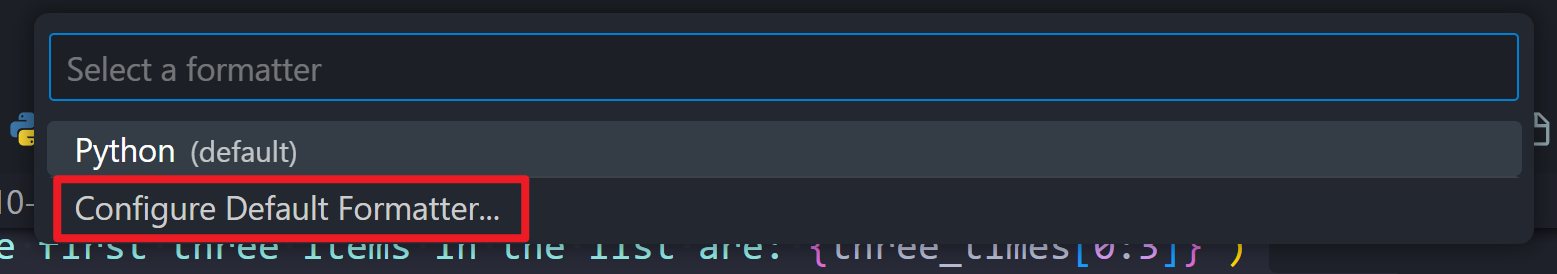 Select a formatter
Python (default)
10-
Configure Default Formatter...
e first three items in the list are: {three_times[0:3]} )